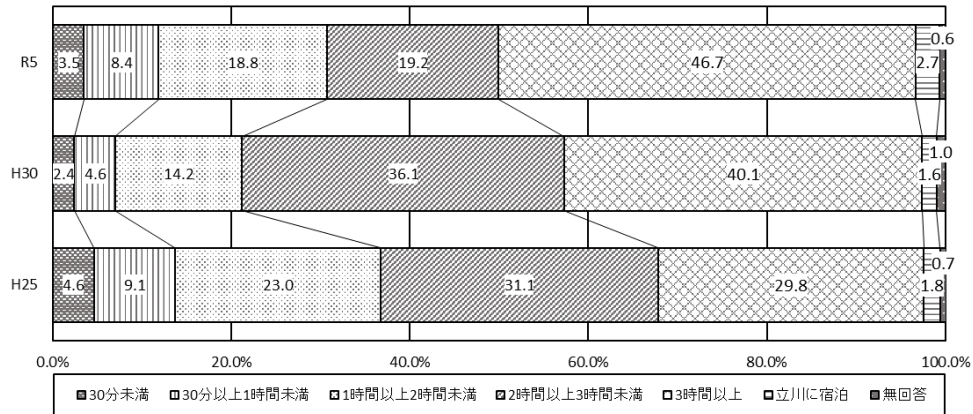 R5
3.5 8.4 18.8 19.2 46.7 2.7 0.6
H30
2.4 4.6 14.2 36.1 40.1 1.6 1.0
H25
4.6 9.1 23.0 31.1 29.8 1.8 0.7
0.0% 20.0% 40.0% 60.0% 80.0% 100.0%
30分未満 30分以上1時間未満 1時間以上2時間未満 2時間以上3時間未満 3時間以上 立川に宿泊 無回答